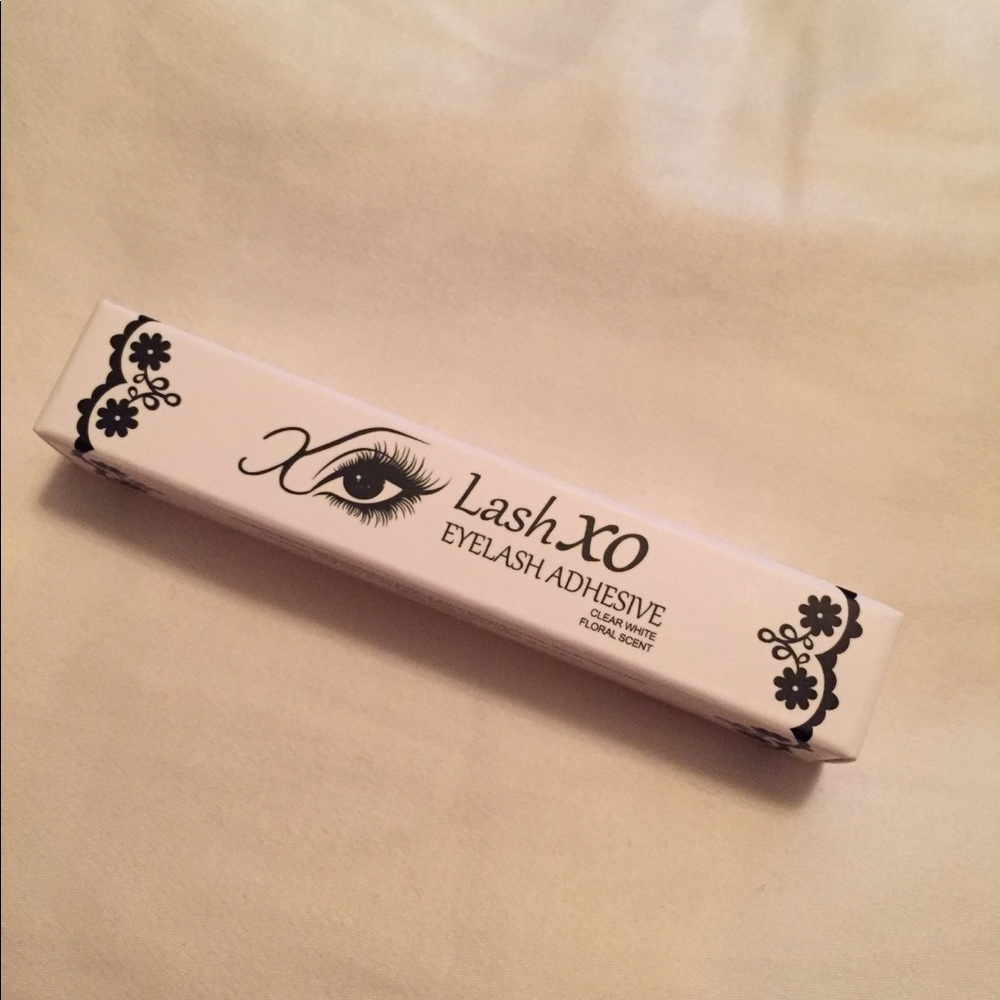 Lash XO
EYELASH ADHESIVE
CLEAR WHITE
FLORAL SCENT